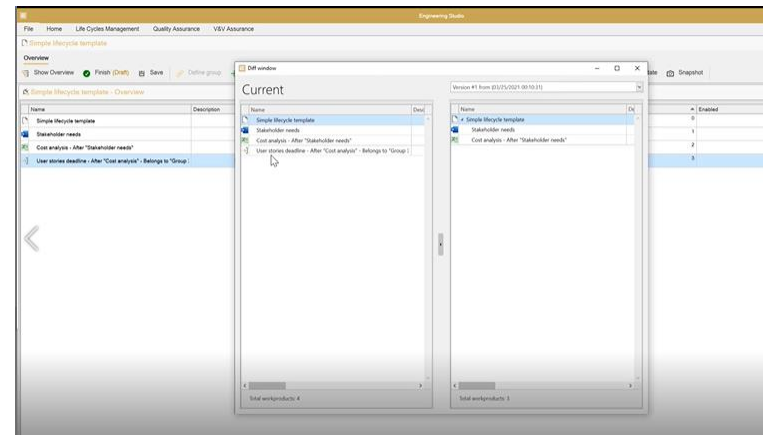 Engineering Studio
File Home Life Cycles Management Quality Assurance V&V Assurance
Simple lifecycle template
Overview
Show Overview Finish (Draft) Save Define group
Snapshot
Simple lifecycle template - Overview
Name Description Enabled
Simple lifecycle template 0
Stakeholder needs 1
Cost analysis - After "Stakeholder needs" 2
User stories deadline - After "Cost analysis" - Belongs to "Group 3
Diff window
Current
Name Desc
Simple lifecycle template
Stakeholder needs
Cost analysis - After "Stakeholder needs"
User stories deadline - After "Cost analysis" - Belongs to "Group
Total workproducts: 4
Version #1 from (03/25/2021 00:10:31)
Name De
Simple lifecycle template
Stakeholder needs
Cost analysis - After "Stakeholder needs"
Total workproducts: 3